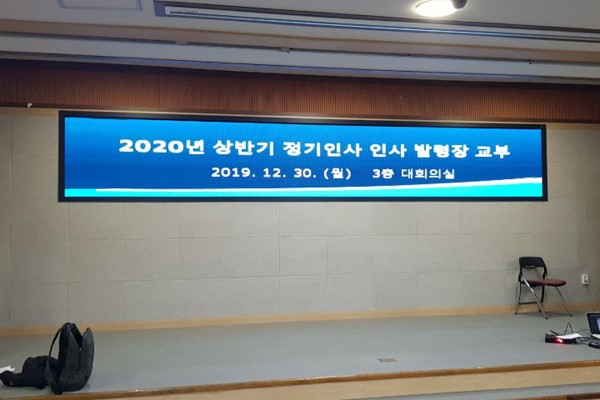 2020년 상반기 정기인사 인사 발령장 교부
2019. 12. 30. (월) 3층 대회의실